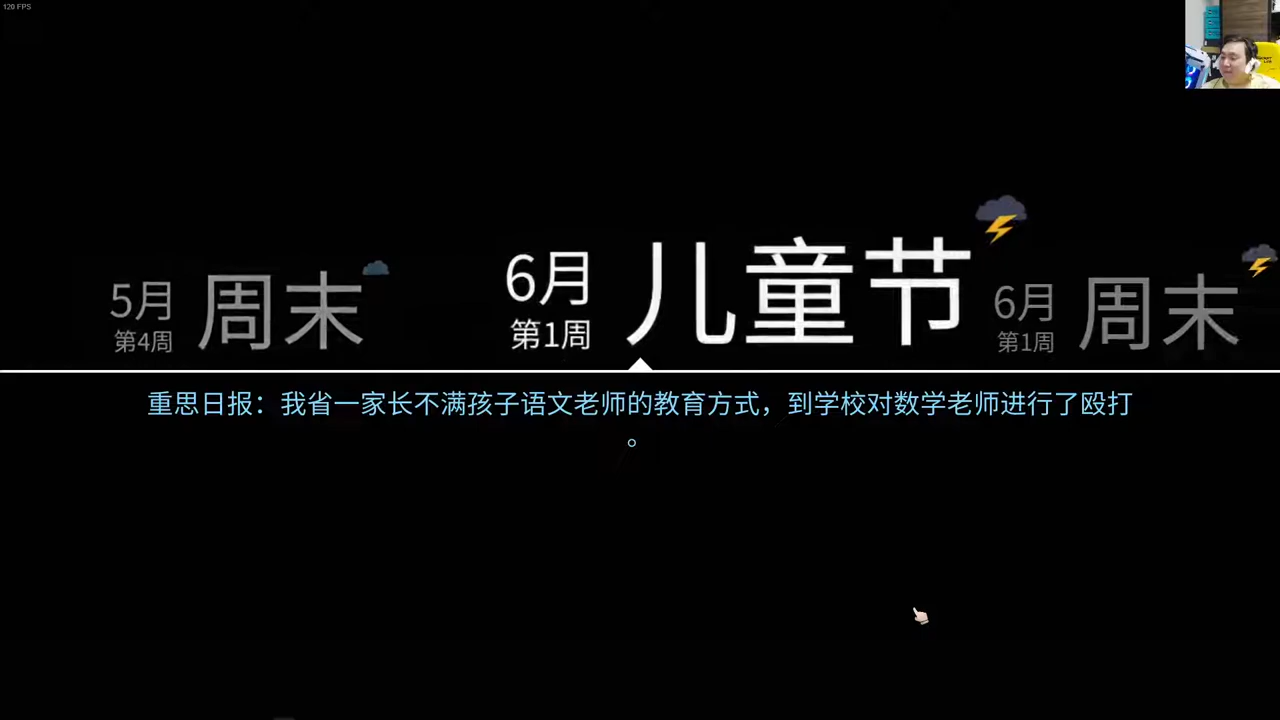 120 FPS
5月
第4周
周末
6月
第1周
儿童节
6月
第1周
周末
重思日报：我省一家长不满孩子语文老师的教育方式，到学校对数学老师进行了殴打
。